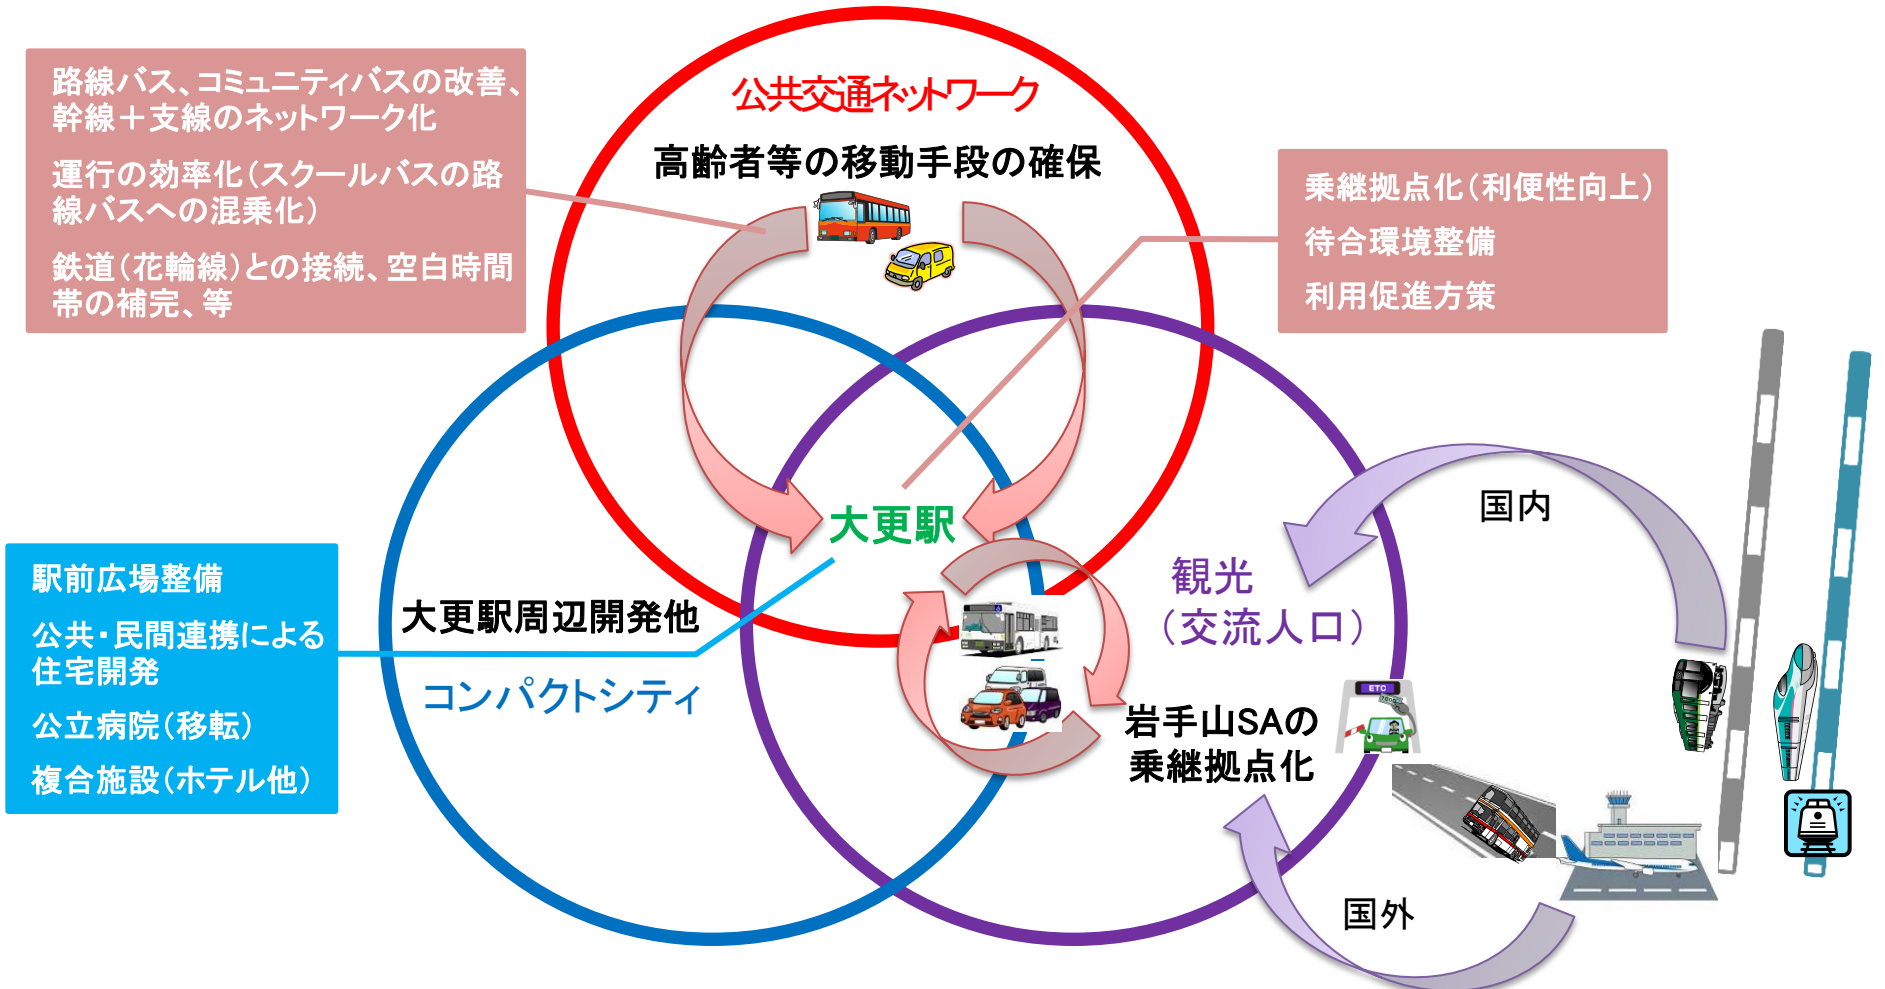 公共交通ネットワーク
高齢者等の移動手段の確保
路線バス、コミュニティバスの改善、
幹線＋支線のネットワーク化
運行の効率化（スクールバスの路
線バスへの混乗化）
鉄道（花輪線）との接続、空白時間
帯の補完、等
乗継拠点化（利便性向上）
待合環境整備
利用促進方策
大更駅
国内
観光
（交流人口）
駅前広場整備
公共・民間連携による
住宅開発
公立病院（移転）
複合施設（ホテル他）
大更駅周辺開発他
コンパクトシティ
岩手山SAの
乗継拠点化
ETC
国外